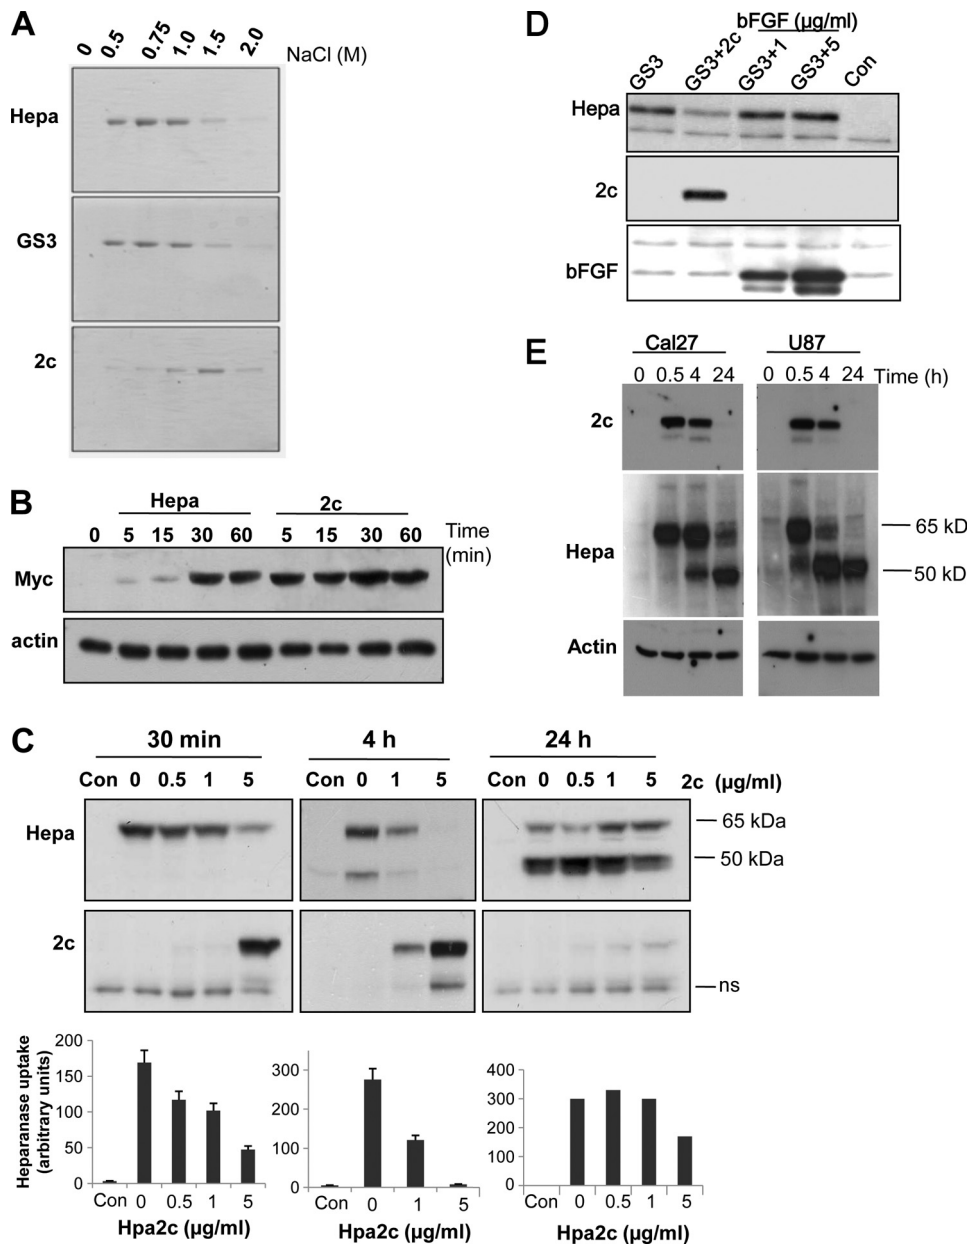 A
0 0.5 0.75 1.0 1.5 2.0 NaCl (M)
Hepa
GS3
2c
B
Hepa 2c
0 5 15 30 60 5 15 30 60 Time
(min)
Myc
actin
C
30 min 4 h 24 h
Con 0 0.5 1 5 Con 0 1 5 Con 0 0.5 1 5 2c (µg/ml)
Hepa
65 kDa
50 kDa
2c
ns
Heparanase uptake
(arbitrary units)
200
150
100
50
0
Con 0 0.5 1 5
Hpa2c (µg/ml)
300
200
100
0
Con 0 1 5
Hpa2c (µg/ml)
400
300
200
100
0
Con 0 0.5 1 5
Hpa2c (µg/ml)
D
bFGF (µg/ml)
GS3 GS3+2c GS3+1 GS3+5 Con
Hepa
2c
bFGF
E
Cal27 U87
0 0.5 4 24 0 0.5 4 24 Time (h)
2c
Hepa
65 kD
50 kD
Actin